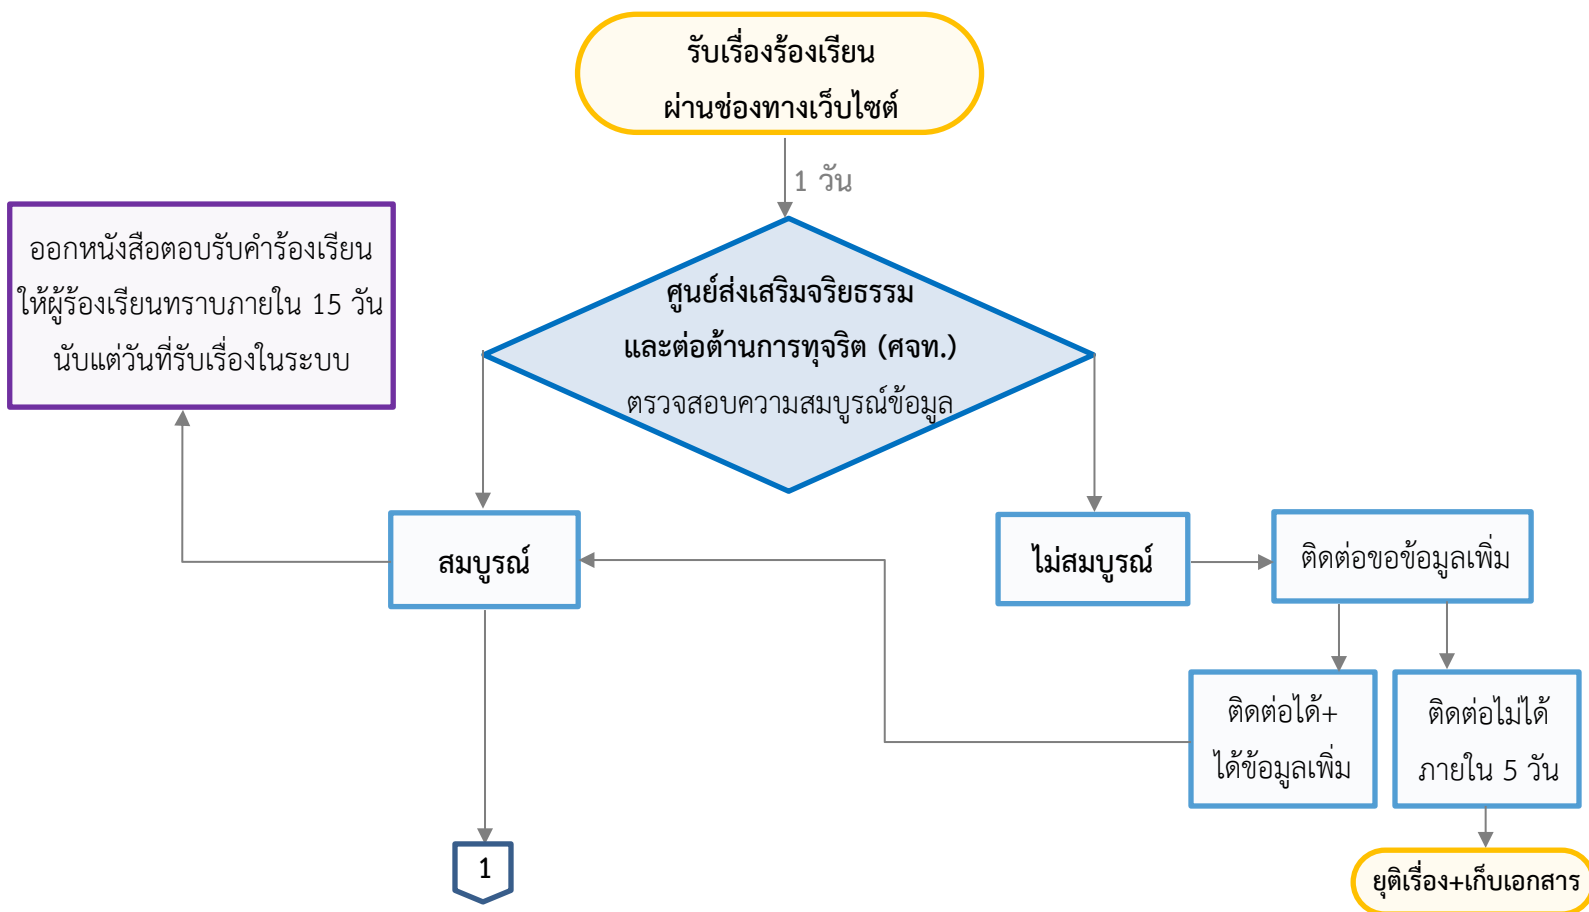 รับเรื่องร้องเรียน
ผ่านช่องทางเว็บไซต์
1 วัน
ออกหนังสือตอบรับคำร้องเรียน
ให้ผู้ร้องเรียนทราบภายใน 15 วัน
นับแต่วันที่รับเรื่องในระบบ
ศูนย์ส่งเสริมจริยธรรม
และต่อต้านการทุจริต (ศจท.)
ตรวจสอบความสมบูรณ์ข้อมูล
สมบูรณ์
ไม่สมบูรณ์
ติดต่อขอข้อมูลเพิ่ม
ติดต่อได้+
ได้ข้อมูลเพิ่ม
ติดต่อไม่ได้
ภายใน 5 วัน
1
ยุติเรื่อง+เก็บเอกสาร